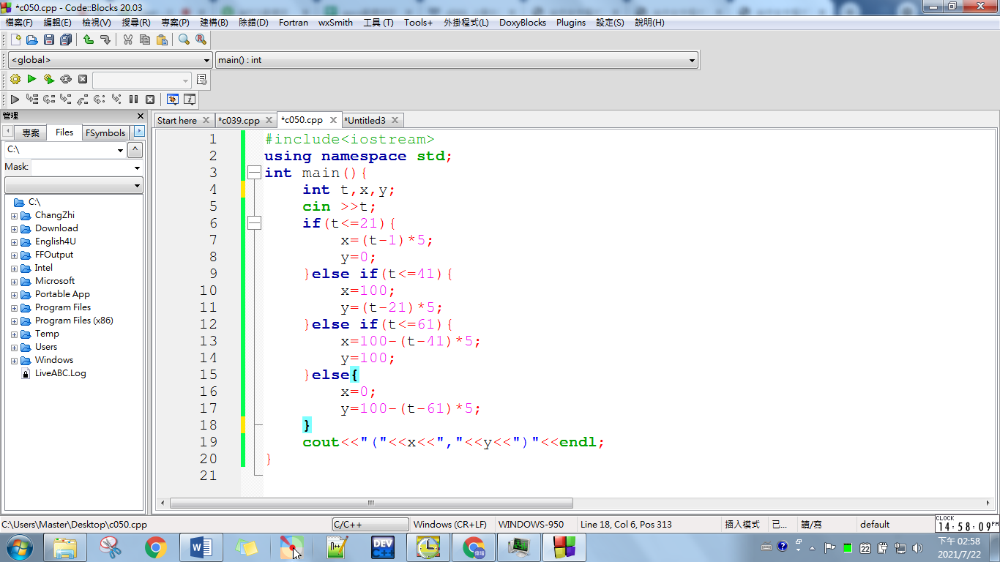 *c050.cpp - Code::Blocks 20.03
檔案(F) 編輯(E) 檢視(V) 搜尋(R) 專案(P) 建構(B) 除錯(D) Fortran wxSmith 工具 (T) Tools+ 外掛程式(L) DoxyBlocks Plugins 設定(S) 說明(H)
<global> main() : int
管理
Start here *c039.cpp *c050.cpp *Untitled3
專案 Files FSymbols
C:\
Mask:
C:\
ChangZhi
Download
English4U
FFOutput
Intel
Microsoft
Portable App
Program Files
Program Files (x86)
Temp
Users
Windows
LiveABC.Log
1 #include<iostream>
2 using namespace std;
3 int main(){
4 int t,x,y;
5 cin >>t;
6 if(t<=21){
7 x=(t-1)*5;
8 y=0;
9 }else if(t<=41){
10 x=100;
11 y=(t-21)*5;
12 }else if(t<=61){
13 x=100-(t-41)*5;
14 y=100;
15 }else{
16 x=0;
17 y=100-(t-61)*5;
18 }
19 cout<<"("<<x<<","<<y<<")"<<endl;
20 }
21
C:\Users\Master\Desktop\c050.cpp C/C++ Windows (CR+LF) WINDOWS-950 Line 18, Col 6, Pos 313 插入模式 已... 讀/寫 default
CLOCK
14:58:09PM
下午 02:58
2021/7/22
DEV
C++
22